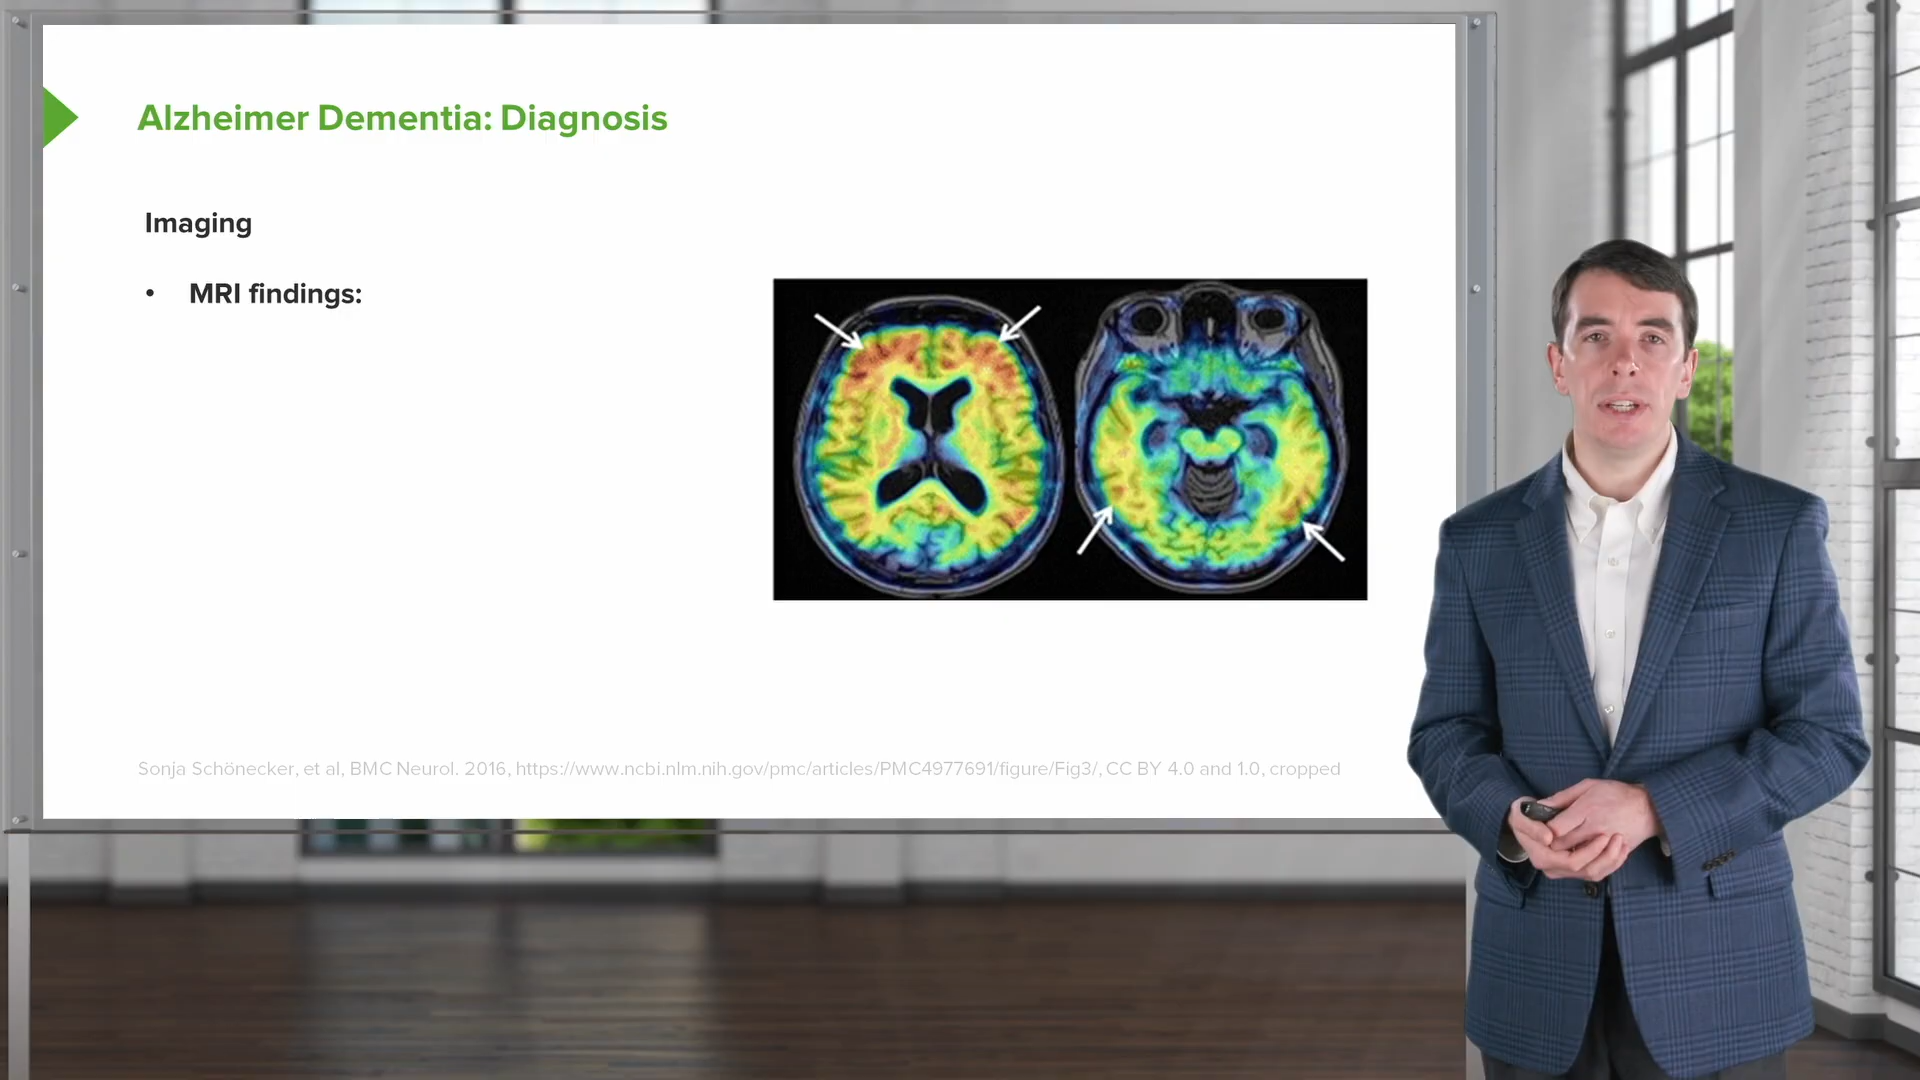 Alzheimer Dementia: Diagnosis
Imaging
• MRI findings:
Sonja Schönecker, et al, BMC Neurol. 2016, https://www.ncbi.nlm.nih.gov/pmc/articles/PMC4977691/figure/Fig3/, CC BY 4.0 and 1.0, cropped